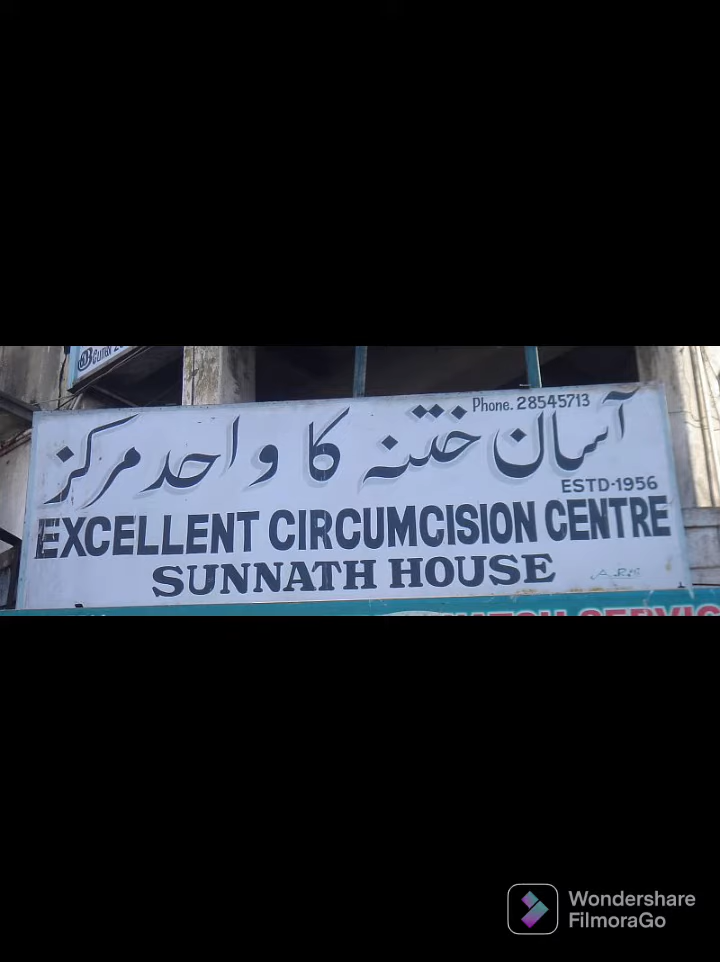 Phone. 28545713
آسان ختنہ کا واحد مرکز
ESTD-1956
EXCELLENT CIRCUMCISION CENTRE
SUNNATH HOUSE
Wondershare
FilmoraGo